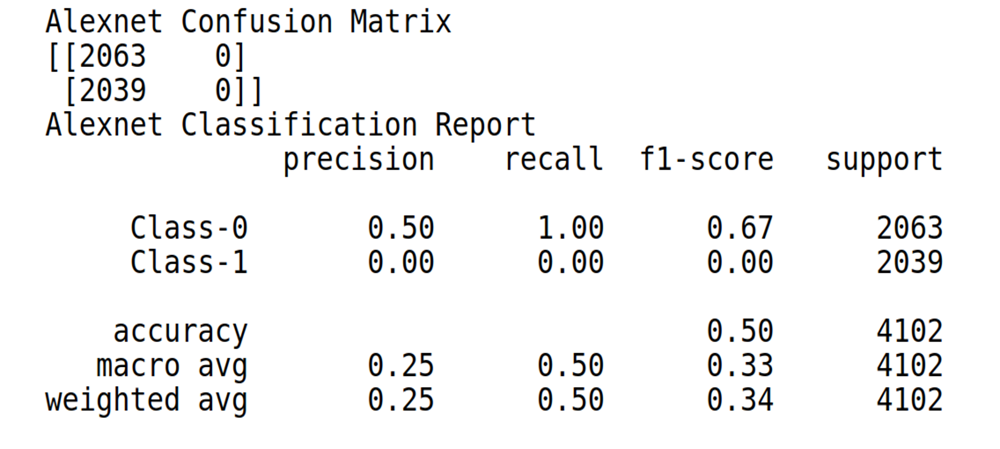 Alexnet Confusion Matrix
[[2063    0]
 [2039    0]]
Alexnet Classification Report
              precision    recall  f1-score   support

     Class-0       0.50      1.00      0.67      2063
     Class-1       0.00      0.00      0.00      2039

    accuracy                           0.50      4102
   macro avg       0.25      0.50      0.33      4102
weighted avg       0.25      0.50      0.34      4102